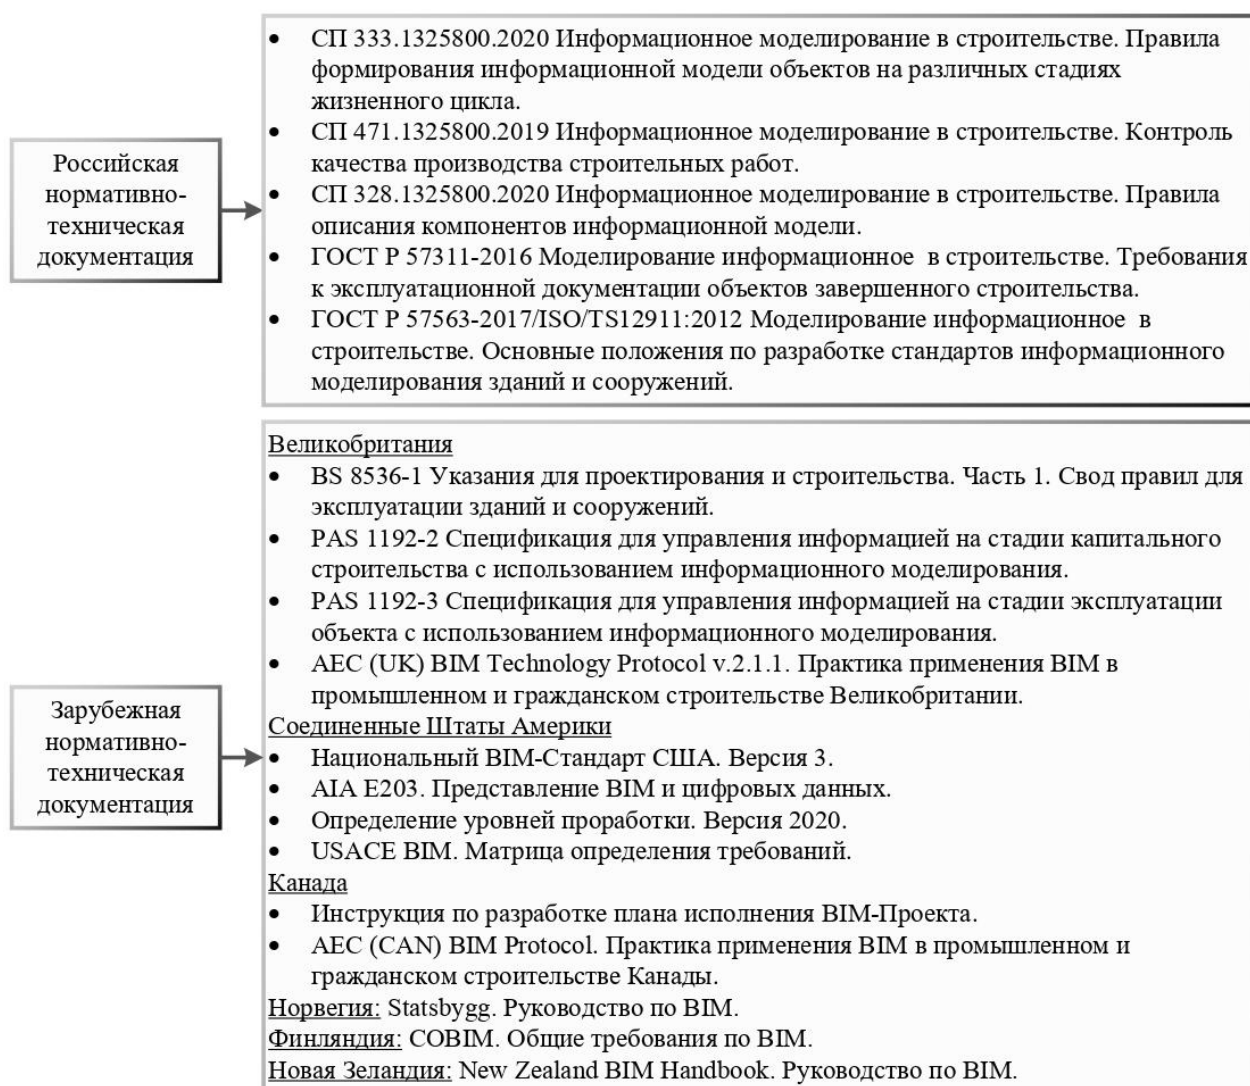 Российская
нормативно-
техническая
документация
• СП 333.1325800.2020 Информационное моделирование в строительстве. Правила
формирования информационной модели объектов на различных стадиях
жизненного цикла.
• СП 471.1325800.2019 Информационное моделирование в строительстве. Контроль
качества производства строительных работ.
• СП 328.1325800.2020 Информационное моделирование в строительстве. Правила
описания компонентов информационной модели.
• ГОСТ Р 57311-2016 Моделирование информационное в строительстве. Требования
к эксплуатационной документации объектов завершенного строительства.
• ГОСТ Р 57563-2017/ISO/TS12911:2012 Моделирование информационное в
строительстве. Основные положения по разработке стандартов информационного
моделирования зданий и сооружений.
Зарубежная
нормативно-
техническая
документация
Великобритания
• BS 8536-1 Указания для проектирования и строительства. Часть 1. Свод правил для
эксплуатации зданий и сооружений.
• PAS 1192-2 Спецификация для управления информацией на стадии капитального
строительства с использованием информационного моделирования.
• PAS 1192-3 Спецификация для управления информацией на стадии эксплуатации
объекта с использованием информационного моделирования.
• AEC (UK) BIM Technology Protocol v.2.1.1. Практика применения BIM в
промышленном и гражданском строительстве Великобритании.
Соединенные Штаты Америки
• Национальный BIM-Стандарт США. Версия 3.
• AIA E203. Представление BIM и цифровых данных.
• Определение уровней проработки. Версия 2020.
• USACE BIM. Матрица определения требований.
Канада
• Инструкция по разработке плана исполнения BIM-Проекта.
• AEC (CAN) BIM Protocol. Практика применения BIM в промышленном и
гражданском строительстве Канады.
Норвегия: Statsbygg. Руководство по BIM.
Финляндия: COBIM. Общие требования по BIM.
Новая Зеландия: New Zealand BIM Handbook. Руководство по BIM.